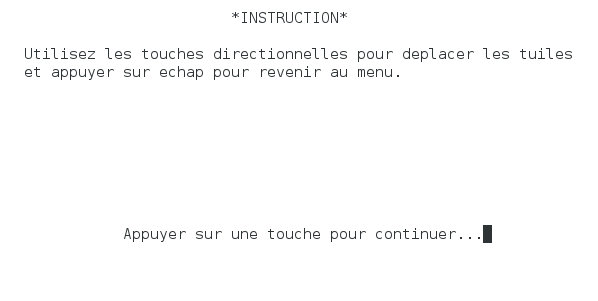 *INSTRUCTION*
Utilisez les touches directionnelles pour deplacer les tuiles
et appuyer sur echap pour revenir au menu.
Appuyer sur une touche pour continuer...